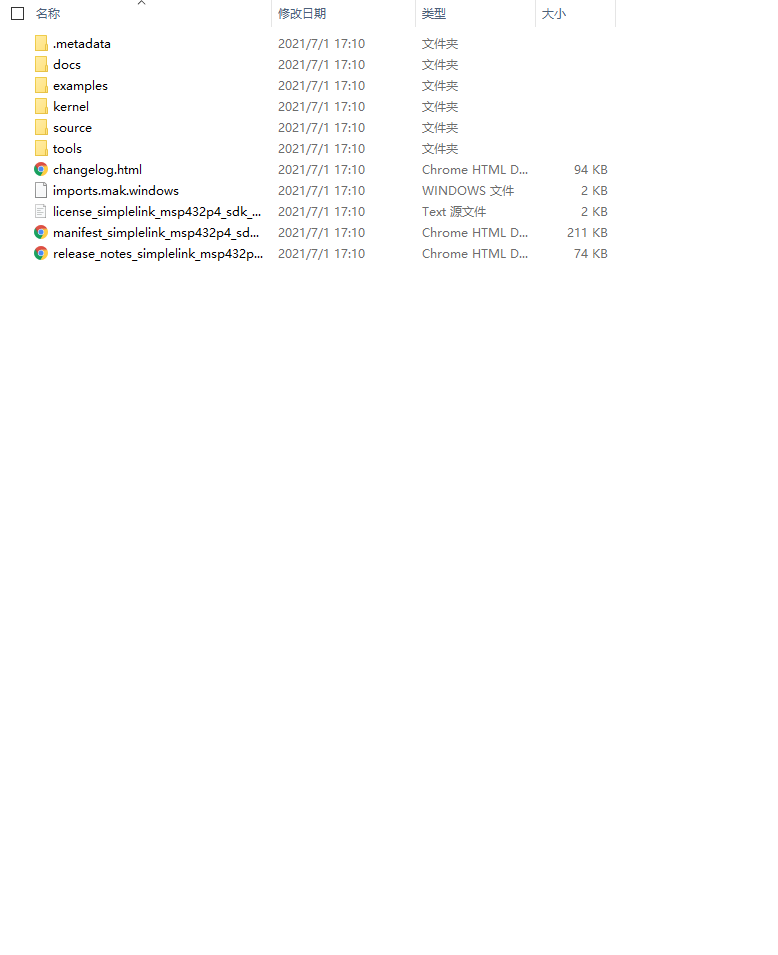 名称 修改日期 类型 大小
.metadata 2021/7/1 17:10 文件夹
docs 2021/7/1 17:10 文件夹
examples 2021/7/1 17:10 文件夹
kernel 2021/7/1 17:10 文件夹
source 2021/7/1 17:10 文件夹
tools 2021/7/1 17:10 文件夹
changelog.html 2021/7/1 17:10 Chrome HTML D... 94 KB
imports.mak.windows 2021/7/1 17:10 WINDOWS 文件 2 KB
license_simplelink_msp432p4_sdk_... 2021/7/1 17:10 Text 源文件 2 KB
manifest_simplelink_msp432p4_sd... 2021/7/1 17:10 Chrome HTML D... 211 KB
release_notes_simplelink_msp432p... 2021/7/1 17:10 Chrome HTML D... 74 KB